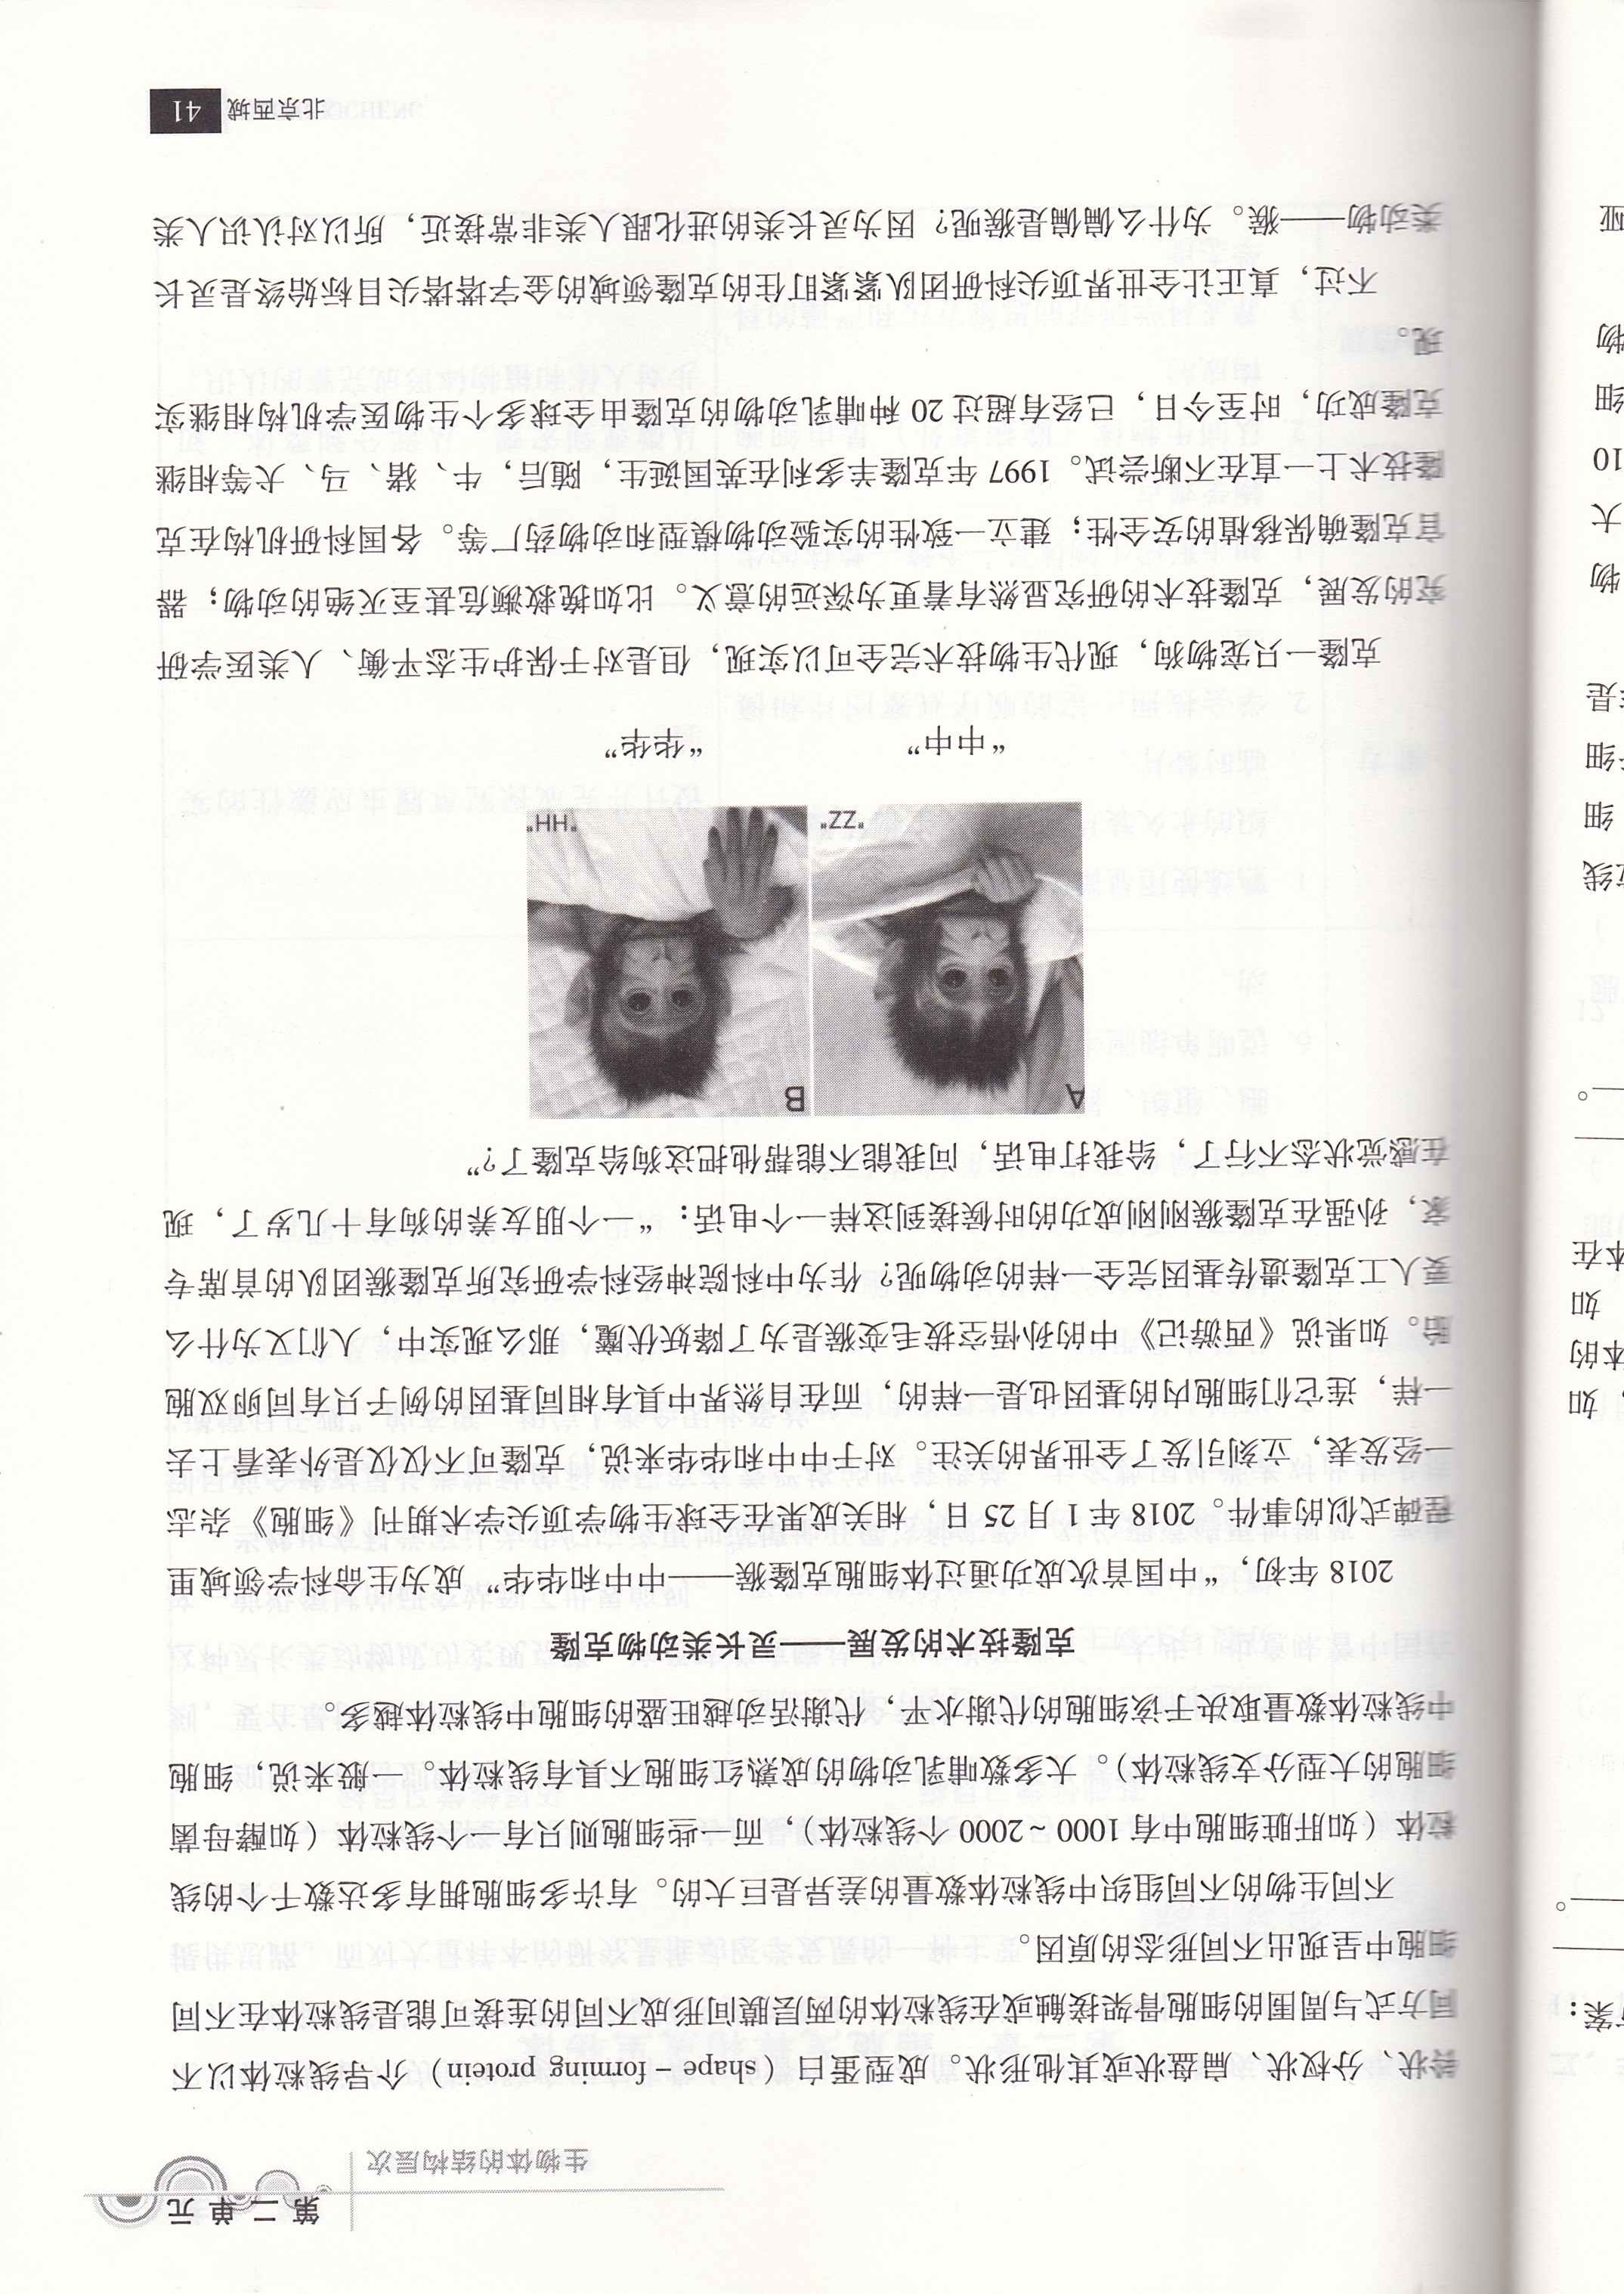 第二单元
生物体的结构层次
铃状、分杈状、扁盘状或其他形状。成型蛋白（shape－forming protein）介导线粒体以不
同方式与周围的细胞骨架接触或在线粒体的两层膜间形成不同的连接可能是线粒体在不同
细胞中呈现出不同形态的原因。
不同生物的不同组织中线粒体数量的差异是巨大的。有许多细胞拥有多达数千个的线
粒体（如肝脏细胞中有 1000～2000 个线粒体），而一些细胞则只有一个线粒体（如酵母菌
细胞的大型分支线粒体）。大多数哺乳动物的成熟红细胞不具有线粒体。一般来说，细胞
中线粒体数量取决于该细胞的代谢水平，代谢活动越旺盛的细胞中线粒体越多。
克隆技术的发展——灵长类动物克隆
2018 年初，“中国首次成功通过体细胞克隆猴——中中和华华”成为生命科学领域里
程碑式似的事件。2018 年 1 月 25 日，相关成果在全球生物学顶尖学术期刊《细胞》杂志
一经发表，立刻引发了全世界的关注。对于中中和华华来说，克隆可不仅仅是外表看上去
一样，连它们细胞内的基因也是一样的，而在自然界中具有相同基因的例子只有同卵双胞
胎。如果说《西游记》中的孙悟空拔毛变猴是为了降妖伏魔，那么现实中，人们又为什么
要人工克隆遗传基因完全一样的动物呢？作为中科院神经科学研究所克隆猴团队的首席专
家，孙强在克隆猴刚刚成功的时候接到这样一个电话：“一个朋友养的狗有十几岁了，现
在感觉状态不行了，给我打电话，问我能不能帮他把这狗给克隆了？”
A
B
"ZZ"
"HH"
“中中”
“华华”
克隆一只宠物狗，现代生物技术完全可以实现，但是对于保护生态平衡、人类医学研
究的发展，克隆技术的研究显然有着更为深远的意义。比如挽救濒危甚至灭绝的动物；器
官克隆确保移植的安全性；建立一致性的实验动物模型和动物药厂等。各国科研机构在克
隆技术上一直在不断尝试。1997 年克隆羊多利在英国诞生，随后，牛、猪、马、犬等相继
克隆成功，时至今日，已经有超过 20 种哺乳动物的克隆由全球多个生物医学机构相继实
现。
不过，真正让全世界顶尖科研团队紧紧盯住的克隆领域的金字塔塔尖目标始终是灵长
类动物——猴。为什么偏偏是猴呢？因为灵长类的进化跟人类非常接近，所以对认识人类
北京西城
41